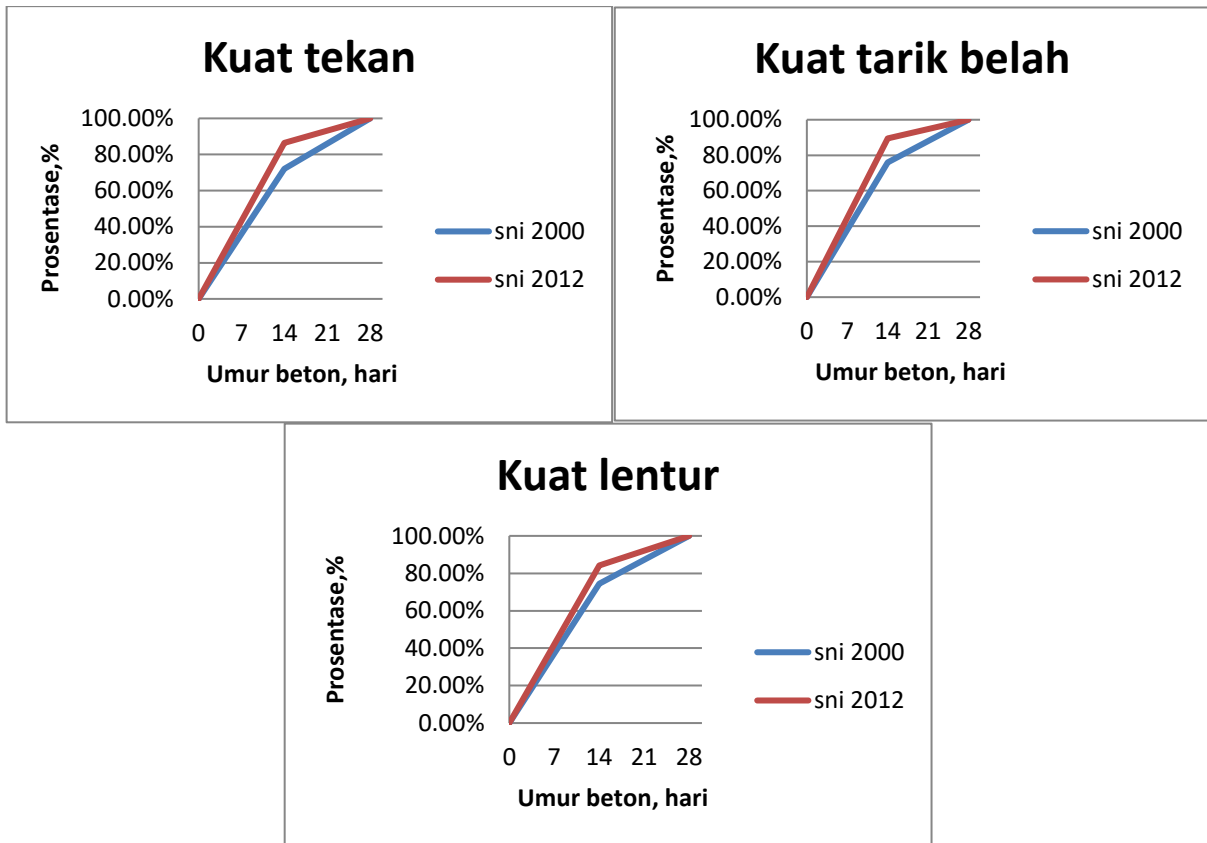 Kuat tekan
100.00%
80.00%
60.00%
40.00%
20.00%
0.00%
Prosentase,%
0 7 14 21 28
Umur beton, hari
sni 2000
sni 2012
Kuat tarik belah
100.00%
80.00%
60.00%
40.00%
20.00%
0.00%
Prosentase,%
0 7 14 21 28
Umur beton, hari
sni 2000
sni 2012
Kuat lentur
100.00%
80.00%
60.00%
40.00%
20.00%
0.00%
Prosentase,%
0 7 14 21 28
Umur beton, hari
sni 2000
sni 2012